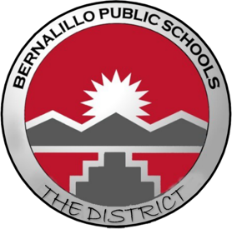 BERNALILLO PUBLIC SCHOOLS
THE DISTRICT